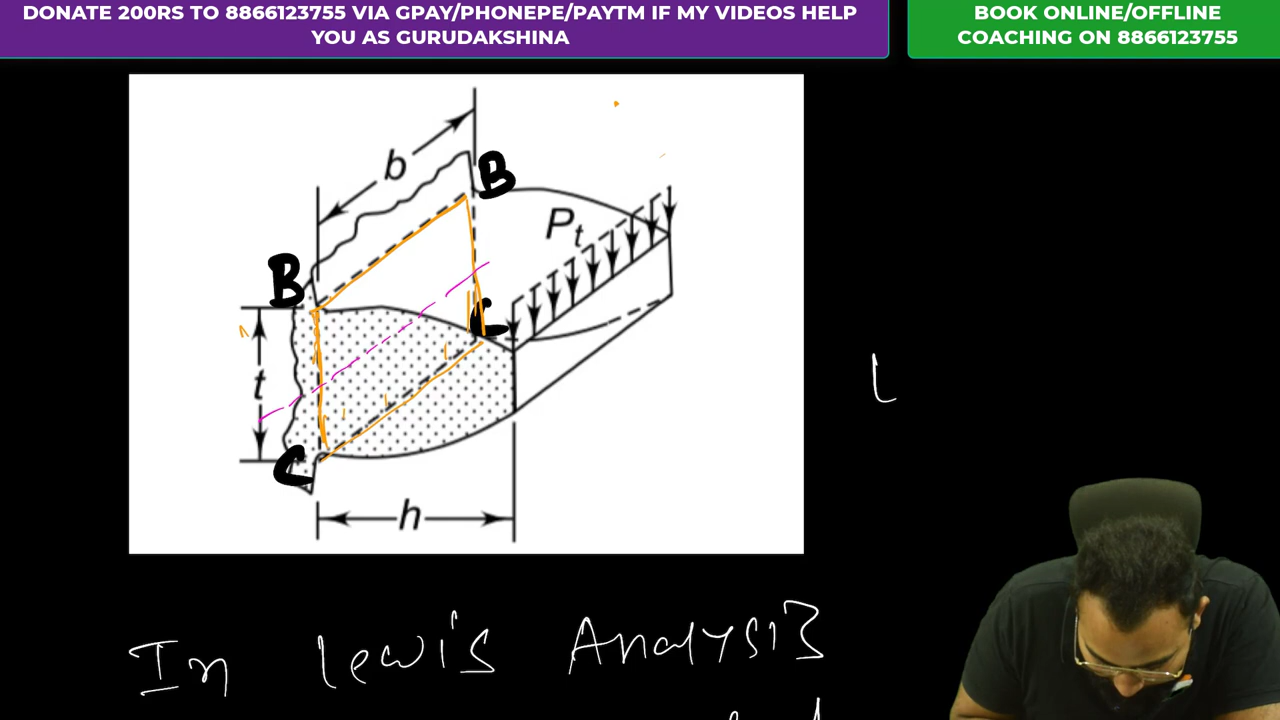 DONATE 200RS TO 8866123755 VIA GPAY/PHONEPE/PAYTM IF MY VIDEOS HELP
YOU AS GURUDAKSHINA
BOOK ONLINE/OFFLINE
COACHING ON 8866123755
b
B
Pt
B
C
t
C
h
L
In lewis Analysis